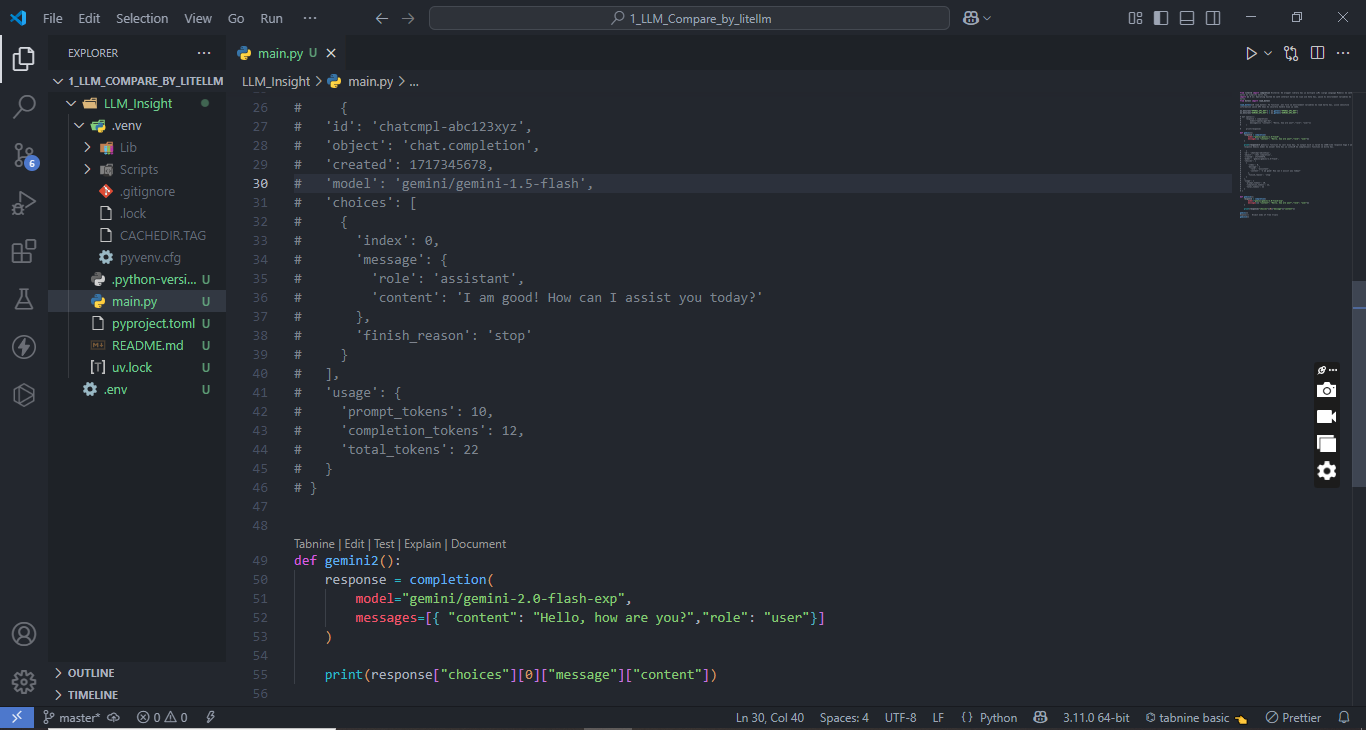 File Edit Selection View Go Run ··· 1_LLM_Compare_by_litellm
EXPLORER ···
1_LLM_COMPARE_BY_LITELLM
LLM_Insight
.venv
Lib
Scripts
.gitignore
.lock
CACHEDIR.TAG
pyvenv.cfg
.python-versi... U
main.py U
pyproject.toml U
README.md U
[T] uv.lock U
.env U
OUTLINE
TIMELINE
6
main.py U
LLM_Insight > main.py > ...
26 #     {
27 #   'id': 'chatcmpl-abc123xyz',
28 #   'object': 'chat.completion',
29 #   'created': 1717345678,
30 #   'model': 'gemini/gemini-1.5-flash',
31 #   'choices': [
32 #     {
33 #       'index': 0,
34 #       'message': {
35 #         'role': 'assistant',
36 #         'content': 'I am good! How can I assist you today?'
37 #       },
38 #       'finish_reason': 'stop'
39 #     }
40 #   ],
41 #   'usage': {
42 #     'prompt_tokens': 10,
43 #     'completion_tokens': 12,
44 #     'total_tokens': 22
45 #   }
46 # }
47
48
Tabnine | Edit | Test | Explain | Document
49 def gemini2():
50     response = completion(
51         model="gemini/gemini-2.0-flash-exp",
52         messages=[{ "content": "Hello, how are you?","role": "user"}]
53     )
54
55     print(response["choices"][0]["message"]["content"])
56
master* 0 0 Ln 30, Col 40 Spaces: 4 UTF-8 LF {} Python 3.11.0 64-bit tabnine basic Prettier